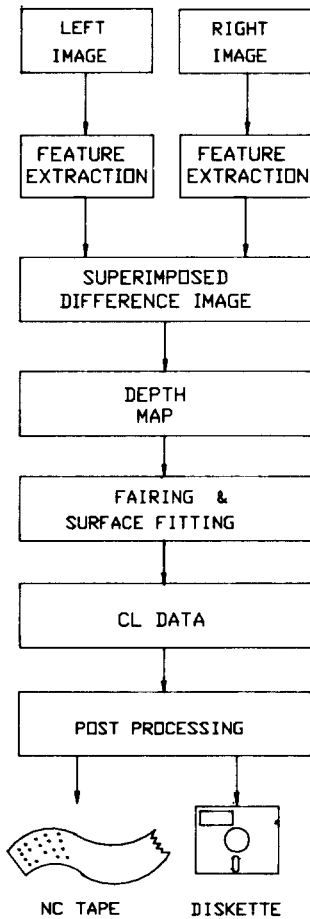 LEFT
IMAGE
RIGHT
IMAGE
FEATURE
EXTRACTION
FEATURE
EXTRACTION
SUPERIMPOSED
DIFFERENCE IMAGE
DEPTH
MAP
FAIRING &
SURFACE FITTING
CL DATA
POST PROCESSING
NC TAPE
DISKETTE